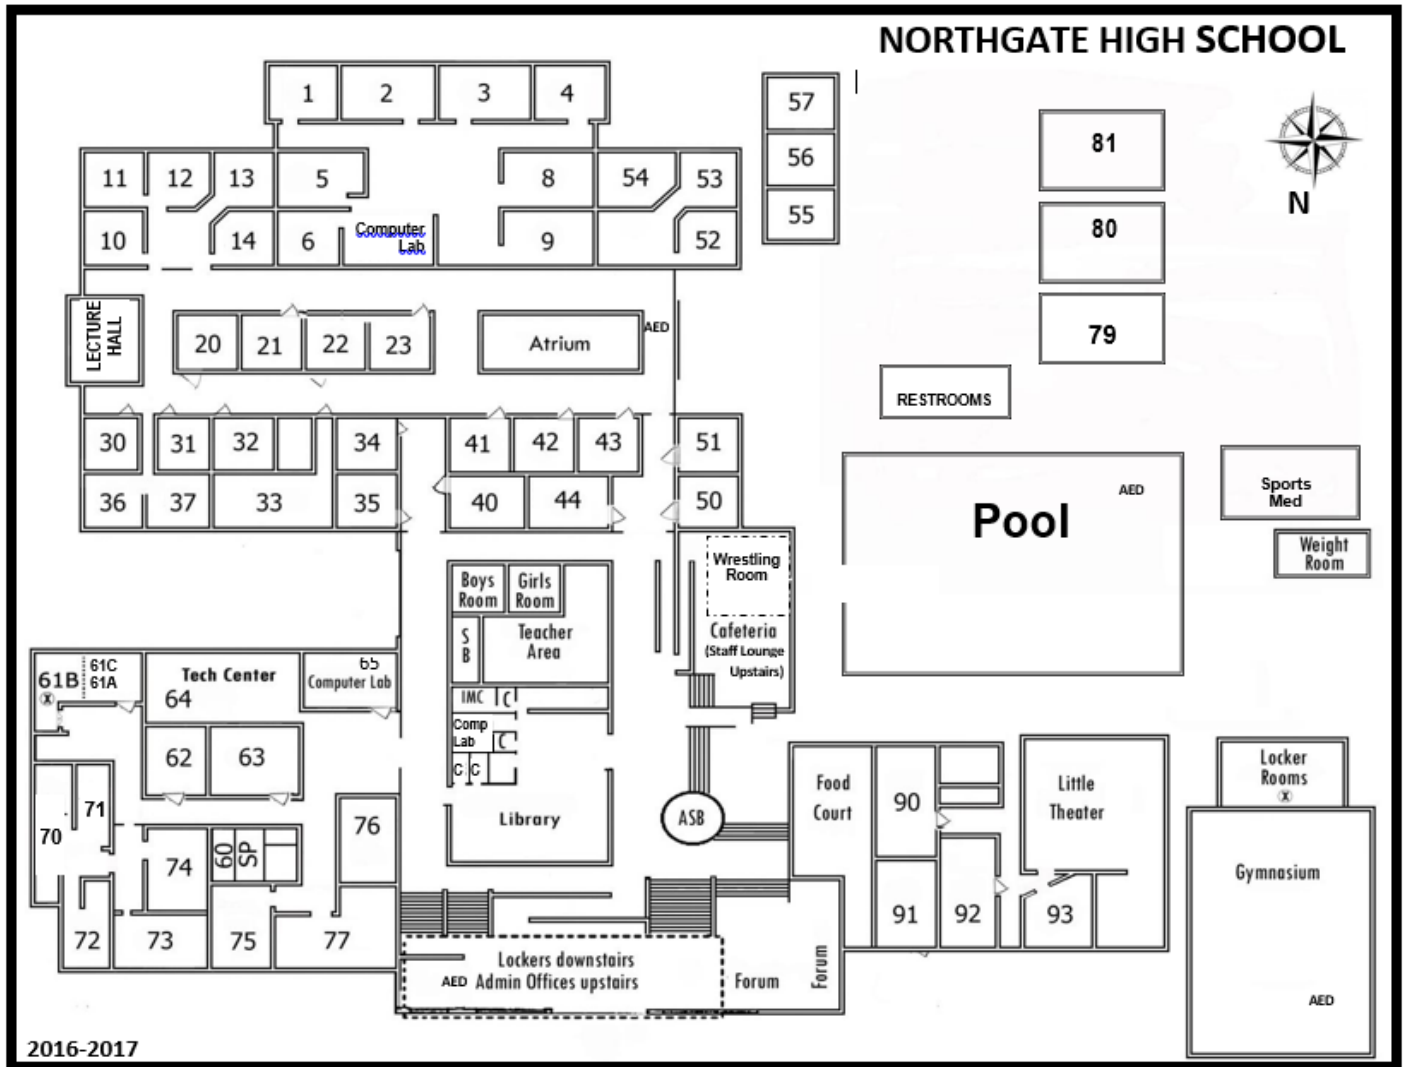 NORTHGATE HIGH SCHOOL
1
2
3
4
57
56
55
81
80
79
N
11
12
13
5
8
54
53
10
14
6
Computer
Lab
9
52
LECTURE
HALL
20
21
22
23
Atrium
AED
RESTROOMS
30
31
32
34
41
42
43
51
36
37
33
35
40
44
50
Pool
AED
Sports
Med
Weight
Room
Boys
Room
Girls
Room
S
B
Teacher
Area
Wrestling
Room
Cafeteria
(Staff Lounge
Upstairs)
61B
61C
61A
Tech Center
64
65
Computer Lab
IMC
C
Comp
Lab
C
C
C
62
63
Library
ASB
70
71
76
74
60
SP
72
73
75
77
Food
Court
90
91
92
93
Little
Theater
Locker
Rooms
Gymnasium
AED
Lockers downstairs
AED Admin Offices upstairs
Forum
Forum
2016-2017